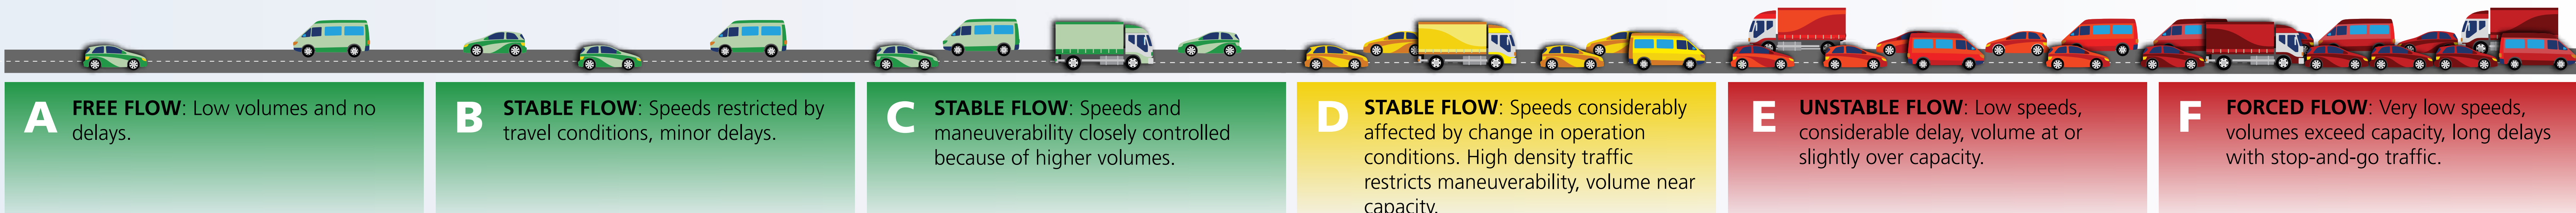 A
FREE FLOW: Low volumes and no
delays.
B
STABLE FLOW: Speeds restricted by
travel conditions, minor delays.
C
STABLE FLOW: Speeds and
maneuverability closely controlled
because of higher volumes.
D
STABLE FLOW: Speeds considerably
affected by change in operation
conditions. High density traffic
restricts maneuverability, volume near
capacity.
E
UNSTABLE FLOW: Low speeds,
considerable delay, volume at or
slightly over capacity.
F
FORCED FLOW: Very low speeds,
volumes exceed capacity, long delays
with stop-and-go traffic.